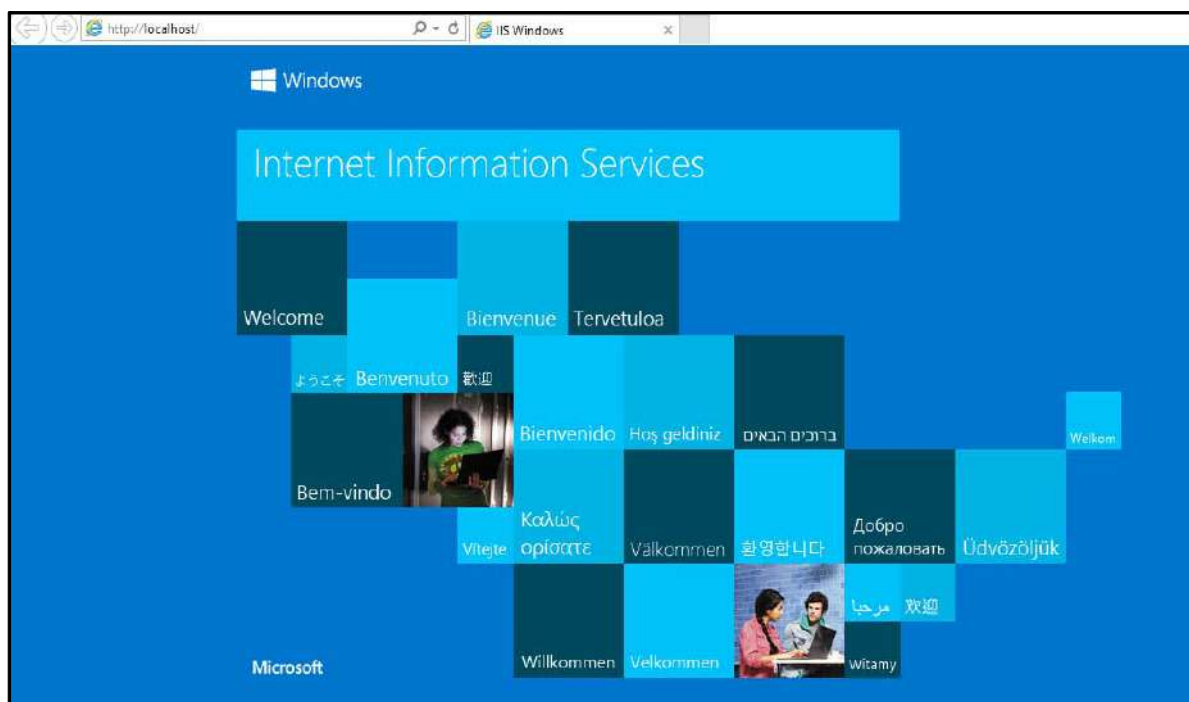 http://localhost/
IIS Windows
Windows
Internet Information Services
Welcome
Bienvenue
Tervetuloa
ようこそ
Benvenuto
歡迎
Bienvenido
Hoş geldiniz
ברוכים הבאים
Welkom
Bem-vindo
Vítejte
Καλώς
ορίσατε
Välkommen
환영합니다
Добро
пожаловать
Üdvözöljük
مرحبا
欢迎
Microsoft
Willkommen
Velkommen
Witamy